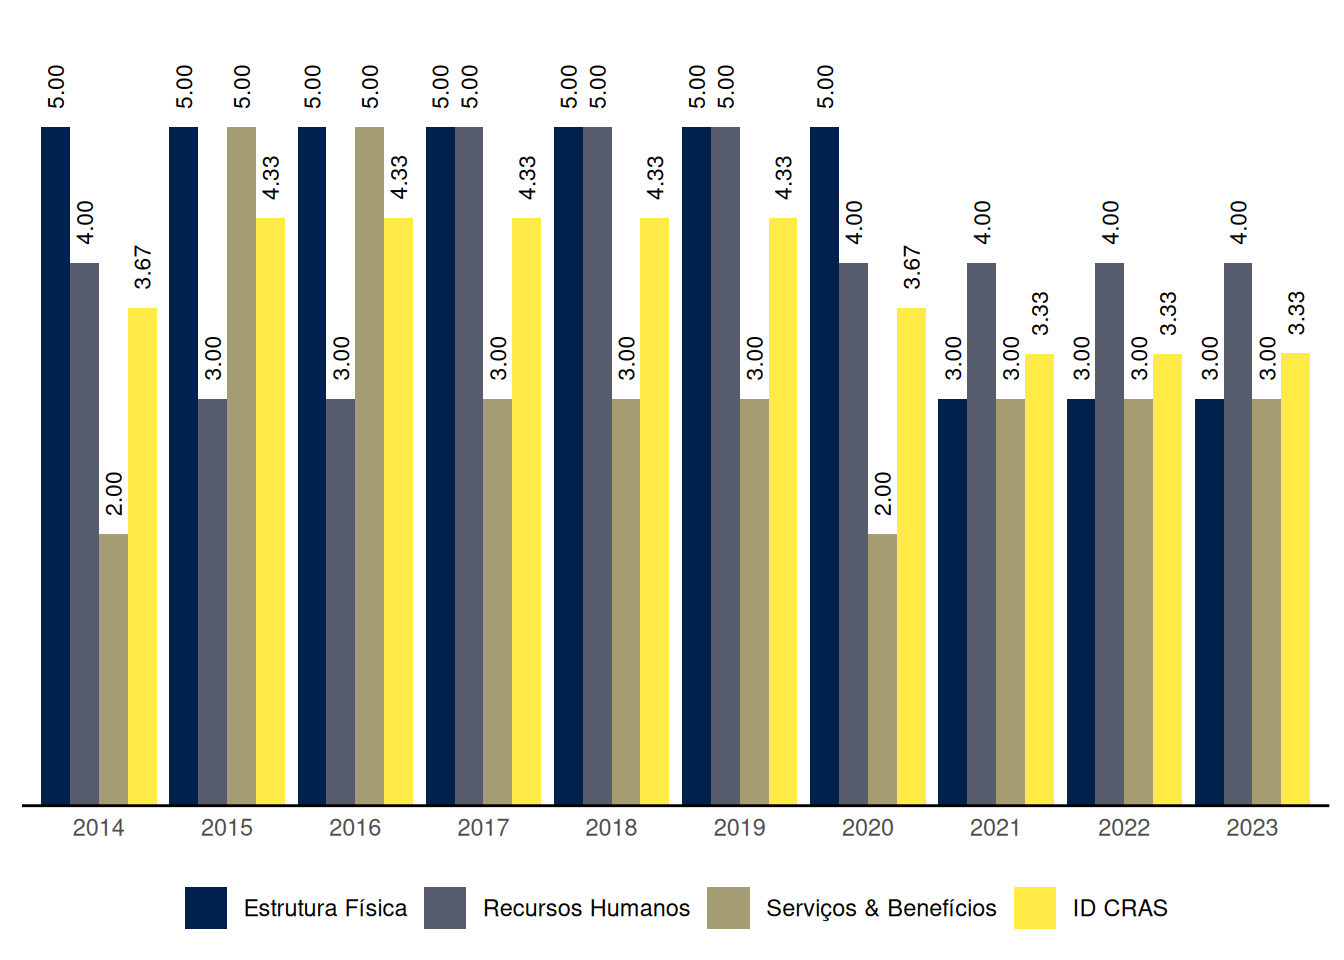 5.00 4.00 2.00 3.67 5.00 3.00 5.00 4.33 5.00 3.00 5.00 4.33 5.00 5.00 3.00 4.33 5.00 5.00 3.00 4.33 5.00 5.00 3.00 4.33 5.00 4.00 2.00 3.67 3.00 4.00 3.00 3.33 3.00 4.00 3.00 3.33 3.00 4.00 3.00 3.33
2014 2015 2016 2017 2018 2019 2020 2021 2022 2023
Estrutura Física Recursos Humanos Serviços & Benefícios ID CRAS